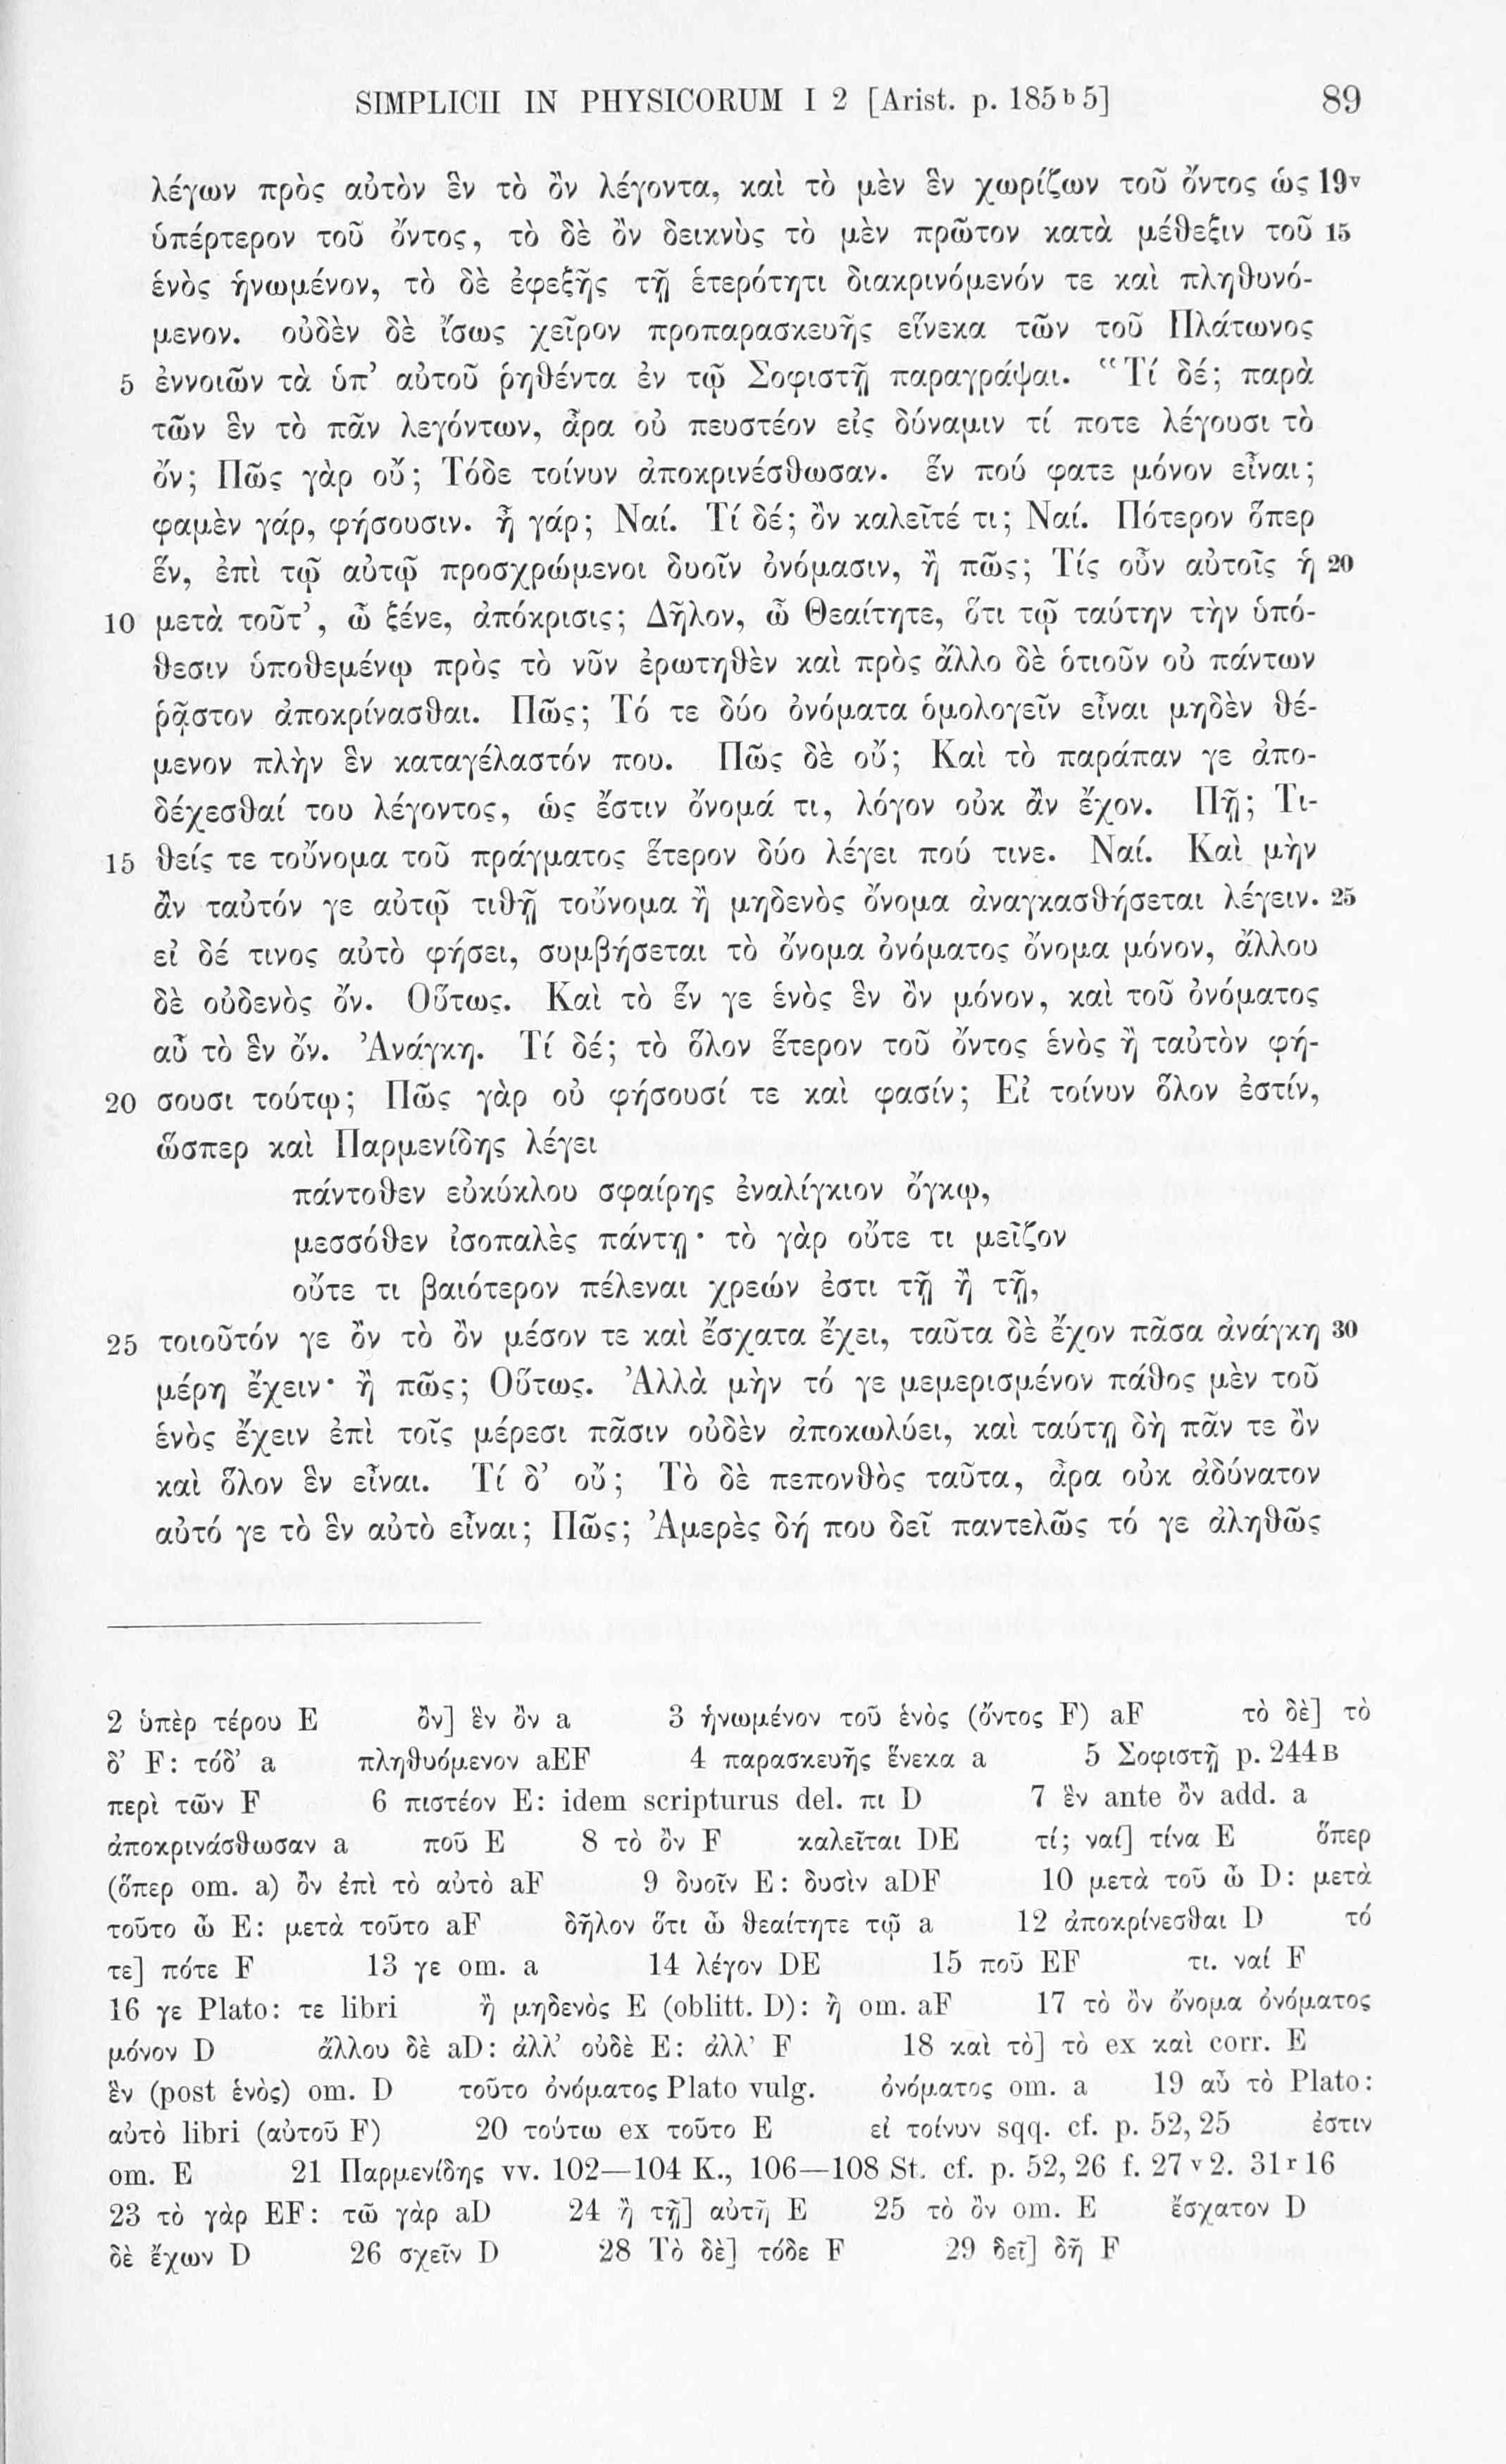 SIMPLICII IN PHYSICORUM I 2 [Arist. p. 185ᵇ5] 89
λέγων πρὸς αὐτὸν ἓν τὸ ὂν λέγοντα, καὶ τὸ μὲν ἓν χωρίζων τοῦ ὄντος ὡς 19ᵛ
ὑπέρτερον τοῦ ὄντος, τὸ δὲ ὂν δεικνὺς τὸ μὲν πρῶτον κατὰ μέθεξιν τοῦ 15
ἑνὸς ἡνωμένον, τὸ δὲ ἐφεξῆς τῇ ἑτερότητι διακρινόμενόν τε καὶ πληθυνό-
μενον. οὐδὲν δὲ ἴσως χεῖρον προπαρασκευῆς εἵνεκα τῶν τοῦ Πλάτωνος
5 ἐννοιῶν τὰ ὑπ’ αὐτοῦ ῥηθέντα ἐν τῷ Σοφιστῇ παραγράψαι. “Τί δέ; παρὰ
τῶν ἓν τὸ πᾶν λεγόντων, ἆρα οὐ πευστέον εἰς δύναμιν τί ποτε λέγουσι τὸ
ὄν; Πῶς γὰρ οὔ; Τόδε τοίνυν ἀποκρινέσθωσαν. ἕν πού φατε μόνον εἶναι;
φαμὲν γάρ, φήσουσιν. ἦ γάρ; Ναί. Τί δέ; ὂν καλεῖτέ τι; Ναί. Πότερον ὅπερ
ἕν, ἐπὶ τῷ αὐτῷ προσχρώμενοι δυοῖν ὀνόμασιν, ἢ πῶς; Τίς οὖν αὐτοῖς ἡ 20
10 μετὰ τοῦτ’, ὦ ξένε, ἀπόκρισις; Δῆλον, ὦ Θεαίτητε, ὅτι τῷ ταύτην τὴν ὑπό-
θεσιν ὑποθεμένῳ πρὸς τὸ νῦν ἐρωτηθὲν καὶ πρὸς ἄλλο δὲ ὁτιοῦν οὐ πάντων
ῥᾷστον ἀποκρίνασθαι. Πῶς; Τό τε δύο ὀνόματα ὁμολογεῖν εἶναι μηδὲν θέ-
μενον πλὴν ἓν καταγέλαστόν που. Πῶς δὲ οὔ; Καὶ τὸ παράπαν γε ἀπο-
δέχεσθαί του λέγοντος, ὡς ἔστιν ὄνομά τι, λόγον οὐκ ἂν ἔχον. Πῇ; Τι-
15 θείς τε τοὔνομα τοῦ πράγματος ἕτερον δύο λέγει πού τινε. Ναί. Καὶ μὴν
ἂν ταὐτόν γε αὐτῷ τιθῇ τοὔνομα ἢ μηδενὸς ὄνομα ἀναγκασθήσεται λέγειν. 25
εἰ δέ τινος αὐτὸ φήσει, συμβήσεται τὸ ὄνομα ὀνόματος ὄνομα μόνον, ἄλλου
δὲ οὐδενὸς ὄν. Οὕτως. Καὶ τὸ ἕν γε ἑνὸς ἓν ὂν μόνον, καὶ τοῦ ὀνόματος
αὖ τὸ ἓν ὄν. Ἀνάγκη. Τί δέ; τὸ ὅλον ἕτερον τοῦ ὄντος ἑνὸς ἢ ταὐτὸν φή-
20 σουσι τούτῳ; Πῶς γὰρ οὐ φήσουσί τε καὶ φασίν; Εἰ τοίνυν ὅλον ἐστίν,
ὥσπερ καὶ Παρμενίδης λέγει
πάντοθεν εὐκύκλου σφαίρης ἐναλίγκιον ὄγκῳ,
μεσσόθεν ἰσοπαλὲς πάντῃ· τὸ γὰρ οὔτε τι μεῖζον
οὔτε τι βαιότερον πέλεναι χρεών ἐστι τῇ ἢ τῇ,
25 τοιοῦτόν γε ὂν τὸ ὂν μέσον τε καὶ ἔσχατα ἔχει, ταῦτα δὲ ἔχον πᾶσα ἀνάγκη 30
μέρη ἔχειν· ἢ πῶς; Οὕτως. Ἀλλὰ μὴν τό γε μεμερισμένον πάθος μὲν τοῦ
ἑνὸς ἔχειν ἐπὶ τοῖς μέρεσι πᾶσιν οὐδὲν ἀποκωλύει, καὶ ταύτῃ δὴ πᾶν τε ὂν
καὶ ὅλον ἓν εἶναι. Τί δ’ οὔ; Τὸ δὲ πεπονθὸς ταῦτα, ἆρα οὐκ ἀδύνατον
αὐτό γε τὸ ἓν αὐτὸ εἶναι; Πῶς; Ἀμερὲς δή που δεῖ παντελῶς τό γε ἀληθῶς
2 ὑπὲρ τέρου E ὂν] ἓν ὂν a 3 ἡνωμένον τοῦ ἑνὸς (ὄντος F) aF τὸ δὲ] τὸ
δ’ F: τόδ’ a πληθυόμενον aEF 4 παρασκευῆς ἕνεκα a 5 Σοφιστῇ p. 244 B
περὶ τῶν F 6 πιστέον E: idem scripturus del. πι D 7 ἓν ante ὂν add. a
ἀποκρινάσθωσαν a ποῦ E 8 τὸ ὂν F καλεῖται DE τί; ναί] τίνα E ὅπερ
(ὅπερ om. a) ὂν ἐπὶ τὸ αὐτὸ aF 9 δυοῖν E: δυσὶν aDF 10 μετὰ τοῦ ὦ D: μετὰ
τοῦτο ὦ E: μετὰ τοῦτο aF δῆλον ὅτι ὦ θεαίτητε τῷ a 12 ἀποκρίνεσθαι D τό
τε] πότε F 13 γε om. a 14 λέγον DE 15 ποῦ EF τι. ναί F
16 γε Plato: τε libri ἢ μηδενὸς E (oblitt. D): ἢ om. aF 17 τὸ ὂν ὄνομα ὀνόματος
μόνον D ἄλλου δὲ aD: ἀλλ’ οὐδὲ E: ἀλλ’ F 18 καὶ τὸ] τὸ ex καὶ corr. E
ἓν (post ἑνὸς) om. D τοῦτο ὀνόματος Plato vulg. ὀνόματος om. a 19 αὖ τὸ Plato:
αὐτὸ libri (αὐτοῦ F) 20 τούτω ex τοῦτο E εἰ τοίνυν sqq. cf. p. 52,25 ἐστιν
om. E 21 Παρμενίδης vv. 102—104 K., 106—108 St. cf. p. 52,26 f. 27ᵛ2. 31ʳ16
23 τὸ γὰρ EF: τῶ γὰρ aD 24 ἢ τῇ] αὐτῆ E 25 τὸ ὂν om. E ἔσχατον D
δὲ ἔχων D 26 σχεῖν D 28 Τὸ δὲ] τόδε F 29 δεῖ] δῆ F